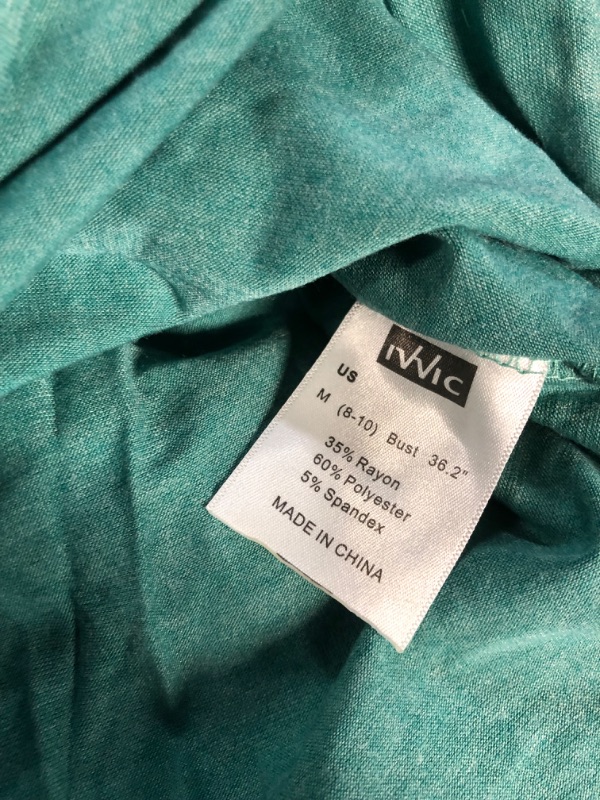 IWIC
US
M (8-10) Bust 36.2"
35% Rayon
60% Polyester
5% Spandex
MADE IN CHINA